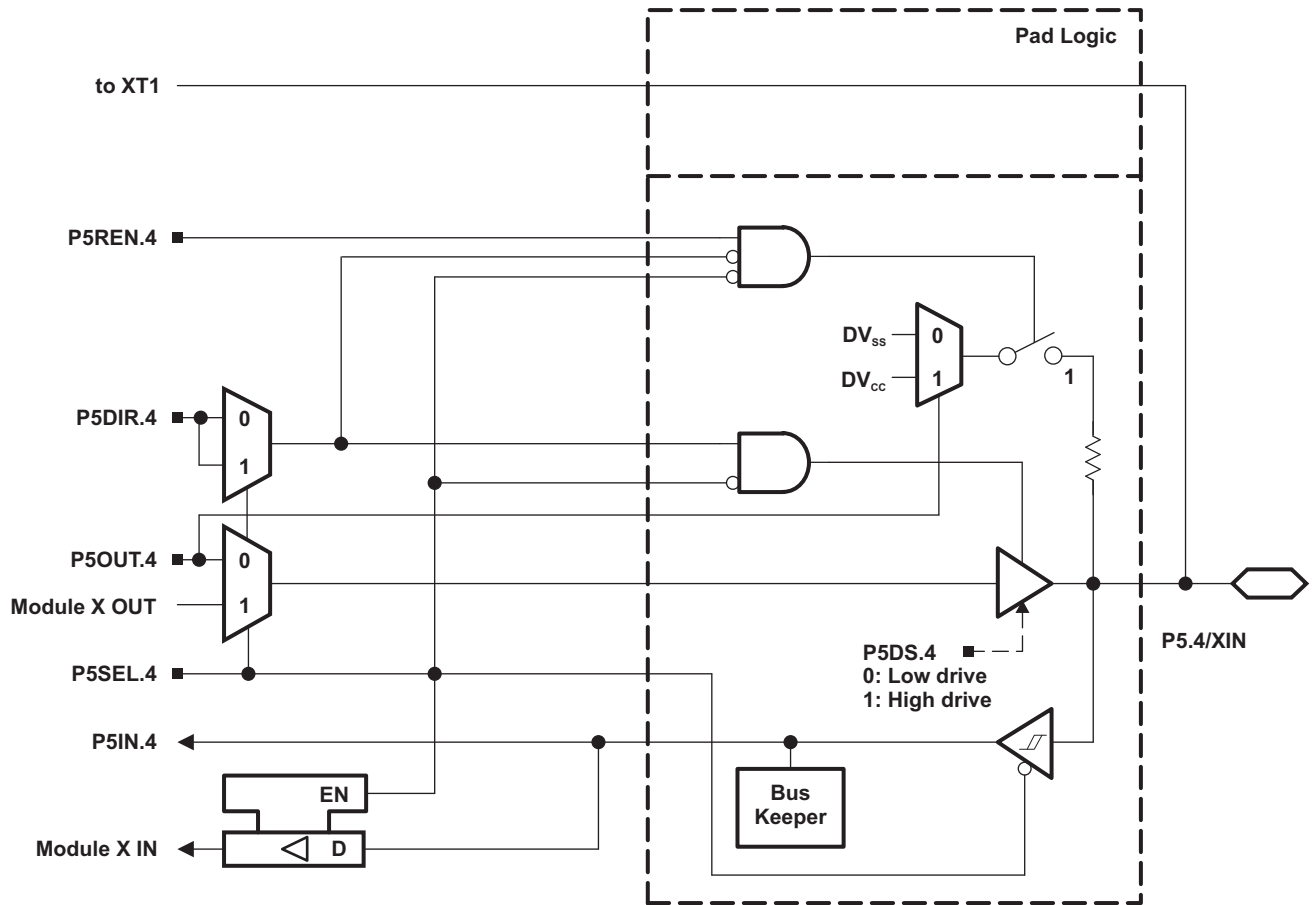 Pad Logic
to XT1
P5REN.4
DVSS
0
DVCC
1
1
P5DIR.4
0
1
P5OUT.4
0
Module X OUT
1
P5DS.4
0: Low drive
1: High drive
P5.4/XIN
P5SEL.4
P5IN.4
Bus
Keeper
EN
Module X IN
D